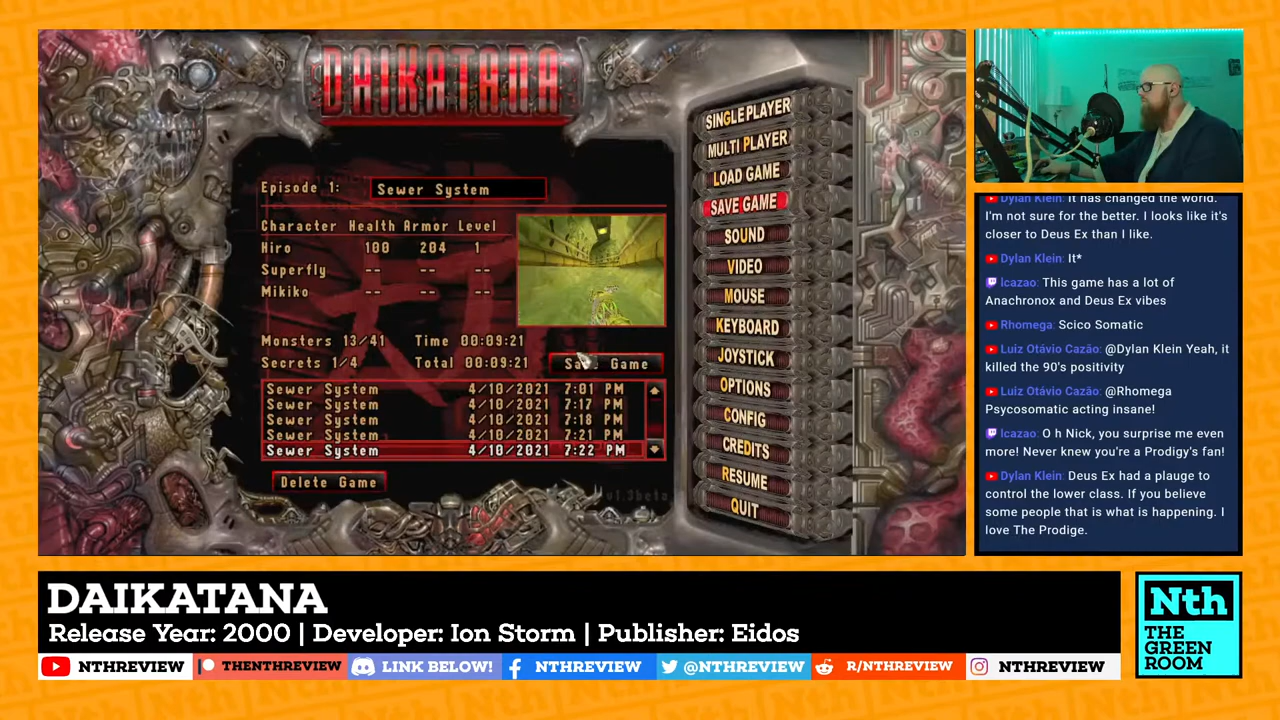 DAIKATANA
Episode 1: Sewer System
Character Health Armor Level
Hiro 100 204 1
Superfly -- -- --
Mikiko -- -- --
Monsters 13/41 Time 00:09:21
Secrets 1/4 Total 00:09:21
Save Game
Sewer System 4/10/2021 7:01 PM
Sewer System 4/10/2021 7:17 PM
Sewer System 4/10/2021 7:18 PM
Sewer System 4/10/2021 7:21 PM
Sewer System 4/10/2021 7:22 PM
Delete Game
v1.3beta
SINGLE PLAYER
MULTI PLAYER
LOAD GAME
SAVE GAME
SOUND
VIDEO
MOUSE
KEYBOARD
JOYSTICK
OPTIONS
CONFIG
CREDITS
RESUME
QUIT
Dylan Klein: It has changed the world.
I'm not sure for the better. I looks like it's
closer to Deus Ex than I like.
Dylan Klein: It*
Icazao: This game has a lot of
Anachronox and Deus Ex vibes
Rhomega: Scico Somatic
Luiz Otávio Cazão: @Dylan Klein Yeah, it
killed the 90's positivity
Luiz Otávio Cazão: @Rhomega
Psycosomatic acting insane!
Icazao: O h Nick, you surprise me even
more! Never knew you're a Prodigy's fan!
Dylan Klein: Deus Ex had a plauge to
control the lower class. If you believe
some people that is what is happening. I
love The Prodige.
DAIKATANA
Release Year: 2000 | Developer: Ion Storm | Publisher: Eidos
NTHREVIEW
THENTHREVIEW
LINK BELOW!
NTHREVIEW
@NTHREVIEW
R/NTHREVIEW
NTHREVIEW
Nth
THE
GREEN
ROOM